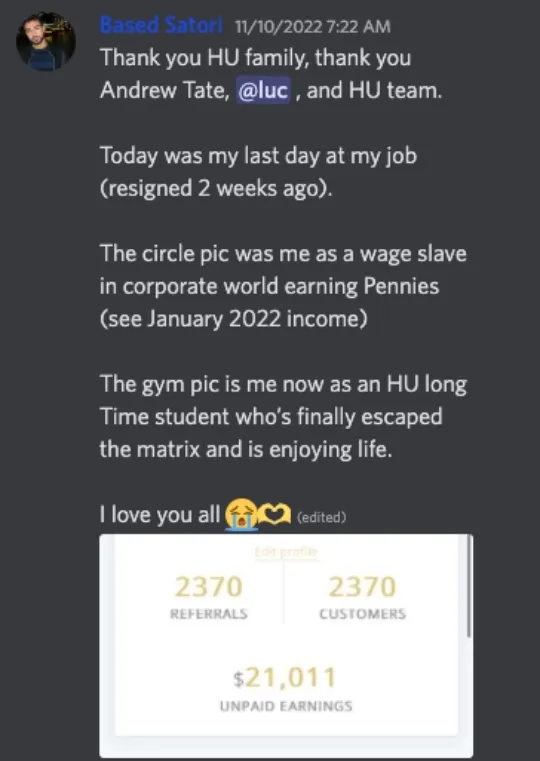 Based Satori 11/10/2022 7:22 AM
Thank you HU family, thank you
Andrew Tate, @luc , and HU team.
Today was my last day at my job
(resigned 2 weeks ago).
The circle pic was me as a wage slave
in corporate world earning Pennies
(see January 2022 income)
The gym pic is me now as an HU long
Time student who's finally escaped
the matrix and is enjoying life.
I love you all 😭🫶 (edited)
Edit profile
2370 2370
REFERRALS CUSTOMERS
$21,011
UNPAID EARNINGS